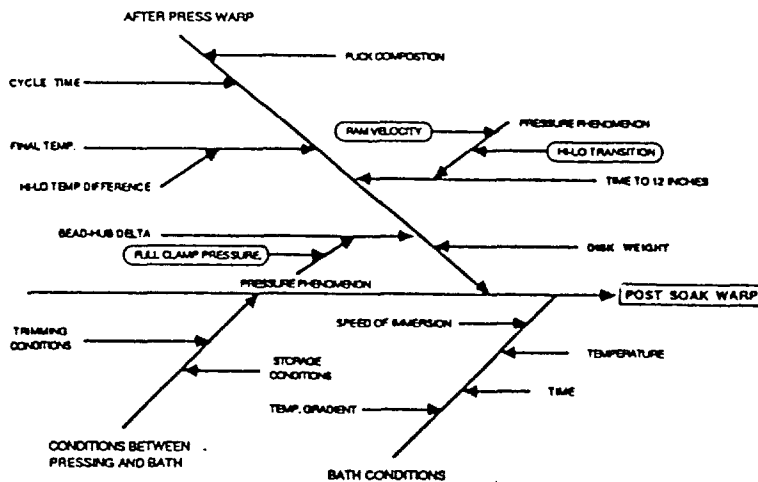 AFTER PRESS WARP
PUCK COMPOSTION
CYCLE TIME
RAM VELOCITY
PRESSURE PHENOMENON
FINAL TEMP.
HI-LO TRANSITION
HI-LO TEMP DIFFERENCE
TIME TO 12 INCHES
BEAD-HUB DELTA
FULL CLAMP PRESSURE,
DISK WEIGHT
PRESSURE PHENOMENON
POST SOAK WARP
SPEED OF IMMERSION
TRIMMING
CONDITIONS
TEMPERATURE
STORAGE
CONDITIONS
TIME
TEMP. GRADIENT
CONDITIONS BETWEEN
PRESSING AND BATH
BATH CONDITIONS